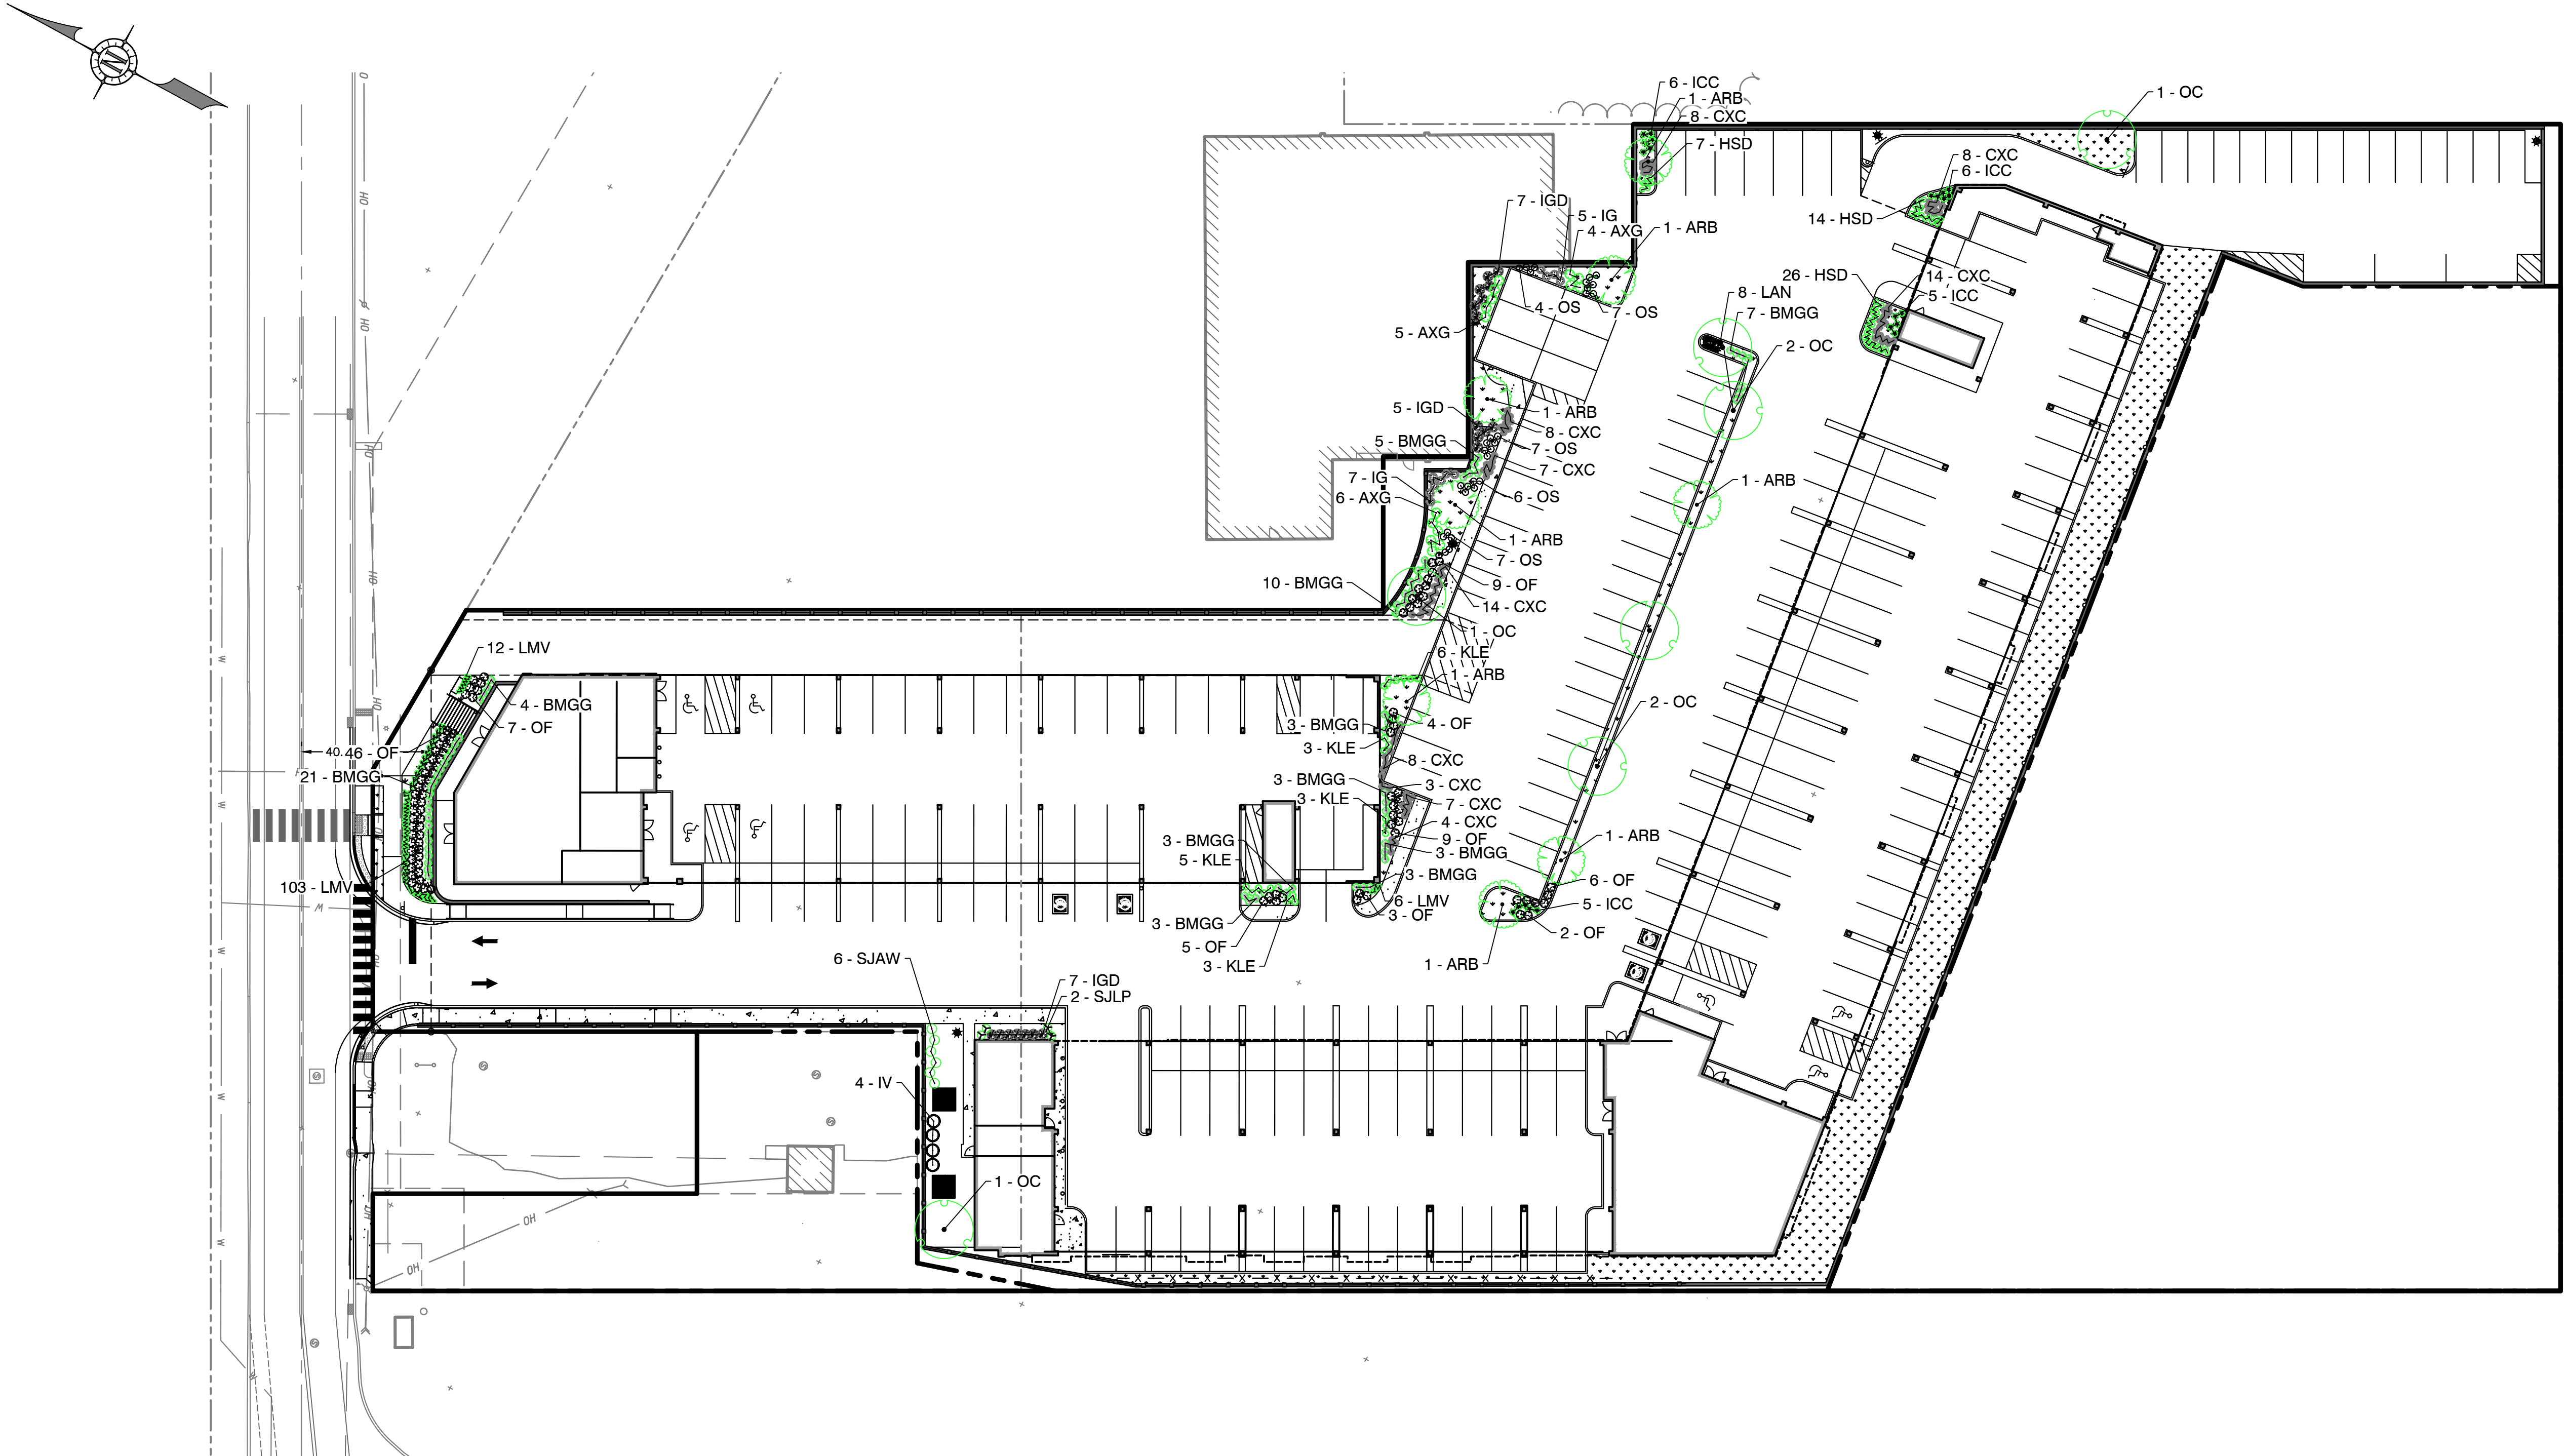 N
6 - ICC
1 - ARB
8 - CXC
7 - HSD
1 - OC
8 - CXC
6 - ICC
14 - HSD
7 - IGD
5 - IG
4 - AXG
1 - ARB
26 - HSD
14 - CXC
5 - ICC
8 - LAN
7 - BMGG
4 - OS
7 - OS
5 - AXG
2 - OC
5 - IGD
1 - ARB
8 - CXC
5 - BMGG
7 - OS
7 - CXC
7 - IG
6 - AXG
6 - OS
1 - ARB
1 - ARB
7 - OS
10 - BMGG
9 - OF
14 - CXC
1 - OC
12 - LMV
6 - KLE
1 - ARB
4 - BMGG
7 - OF
2 - OC
3 - BMGG
4 - OF
3 - KLE
40.
46 - OF
21 - BMGG
8 - CXC
3 - BMGG
3 - CXC
3 - KLE
7 - CXC
4 - CXC
9 - OF
3 - BMGG
1 - ARB
3 - BMGG
5 - KLE
3 - BMGG
103 - LMV
6 - LMV
3 - OF
6 - OF
5 - ICC
3 - BMGG
2 - OF
5 - OF
3 - KLE
1 - ARB
6 - SJAW
7 - IGD
2 - SJLP
4 - IV
1 - OC
OH
OH
OH
OH
OH
OH
OH
OH
OH
OH
W
W
W
W
W
W
W
S
S
S
S
S